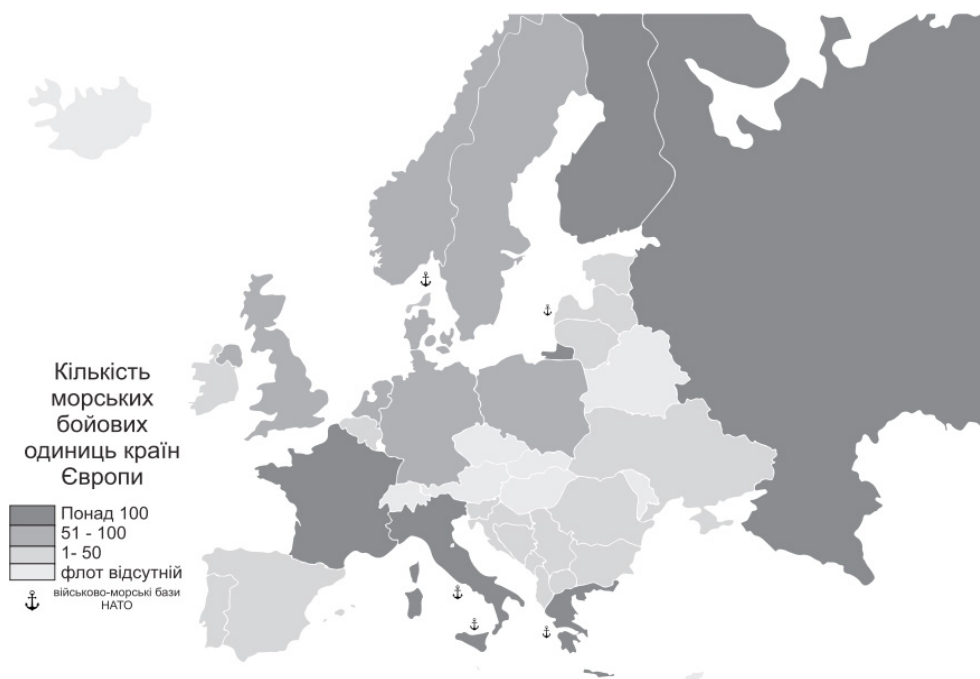 Кількість
морських
бойових
одиниць країн
Європи
Понад 100
51 - 100
1- 50
флот відсутній
військово-морські бази
НАТО